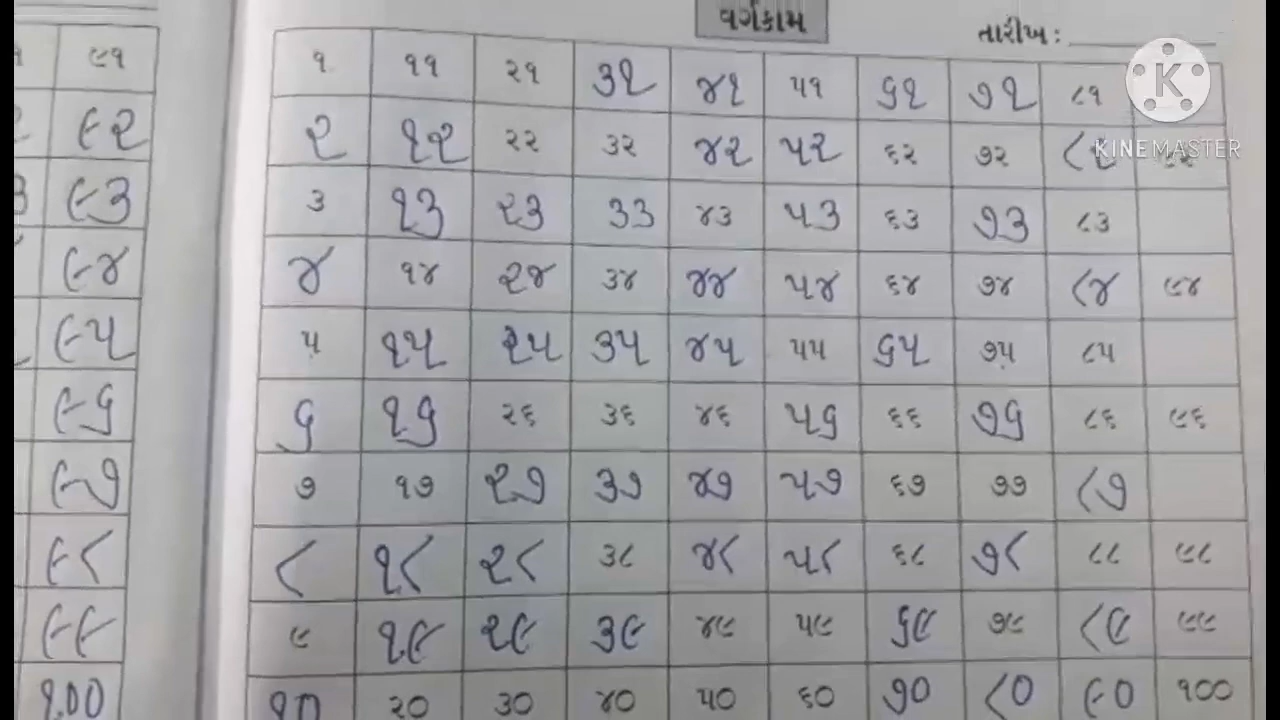 વર્ગકામ
તારીખ:
K
KINEMASTER
૯૧ ૧ ૧૧ ૨૧ ૩૧ ૪૧ ૫૧ ૬૧ ૭૧ ૮૧
૯૨ ૨ ૧૨ ૨૨ ૩૨ ૪૨ ૫૨ ૬૨ ૭૨ ૮૨ ૯૨
૯૩ ૩ ૧૩ ૨૩ ૩૩ ૪૩ ૫૩ ૬૩ ૭૩ ૮૩
૯૪ ૪ ૧૪ ૨૪ ૩૪ ૪૪ ૫૪ ૬૪ ૭૪ ૮૪ ૯૪
૯૫ ૫ ૧૫ ૨૫ ૩૫ ૪૫ ૫૫ ૬૫ ૭૫ ૮૫
૯૬ ૬ ૧૬ ૨૬ ૩૬ ૪૬ ૫૬ ૬૬ ૭૬ ૮૬ ૯૬
૯૭ ૭ ૧૭ ૨૭ ૩૭ ૪૭ ૫૭ ૬૭ ૭૭ ૮૭
૯૮ ૮ ૧૮ ૨૮ ૩૮ ૪૮ ૫૮ ૬૮ ૭૮ ૮૮ ૯૮
૯૯ ૯ ૧૯ ૨૯ ૩૯ ૪૯ ૫૯ ૬૯ ૭૯ ૮૯ ૯૯
૧૦૦ ૧૦ ૨૦ ૩૦ ૪૦ ૫૦ ૬૦ ૭૦ ૮૦ ૯૦ ૧૦૦